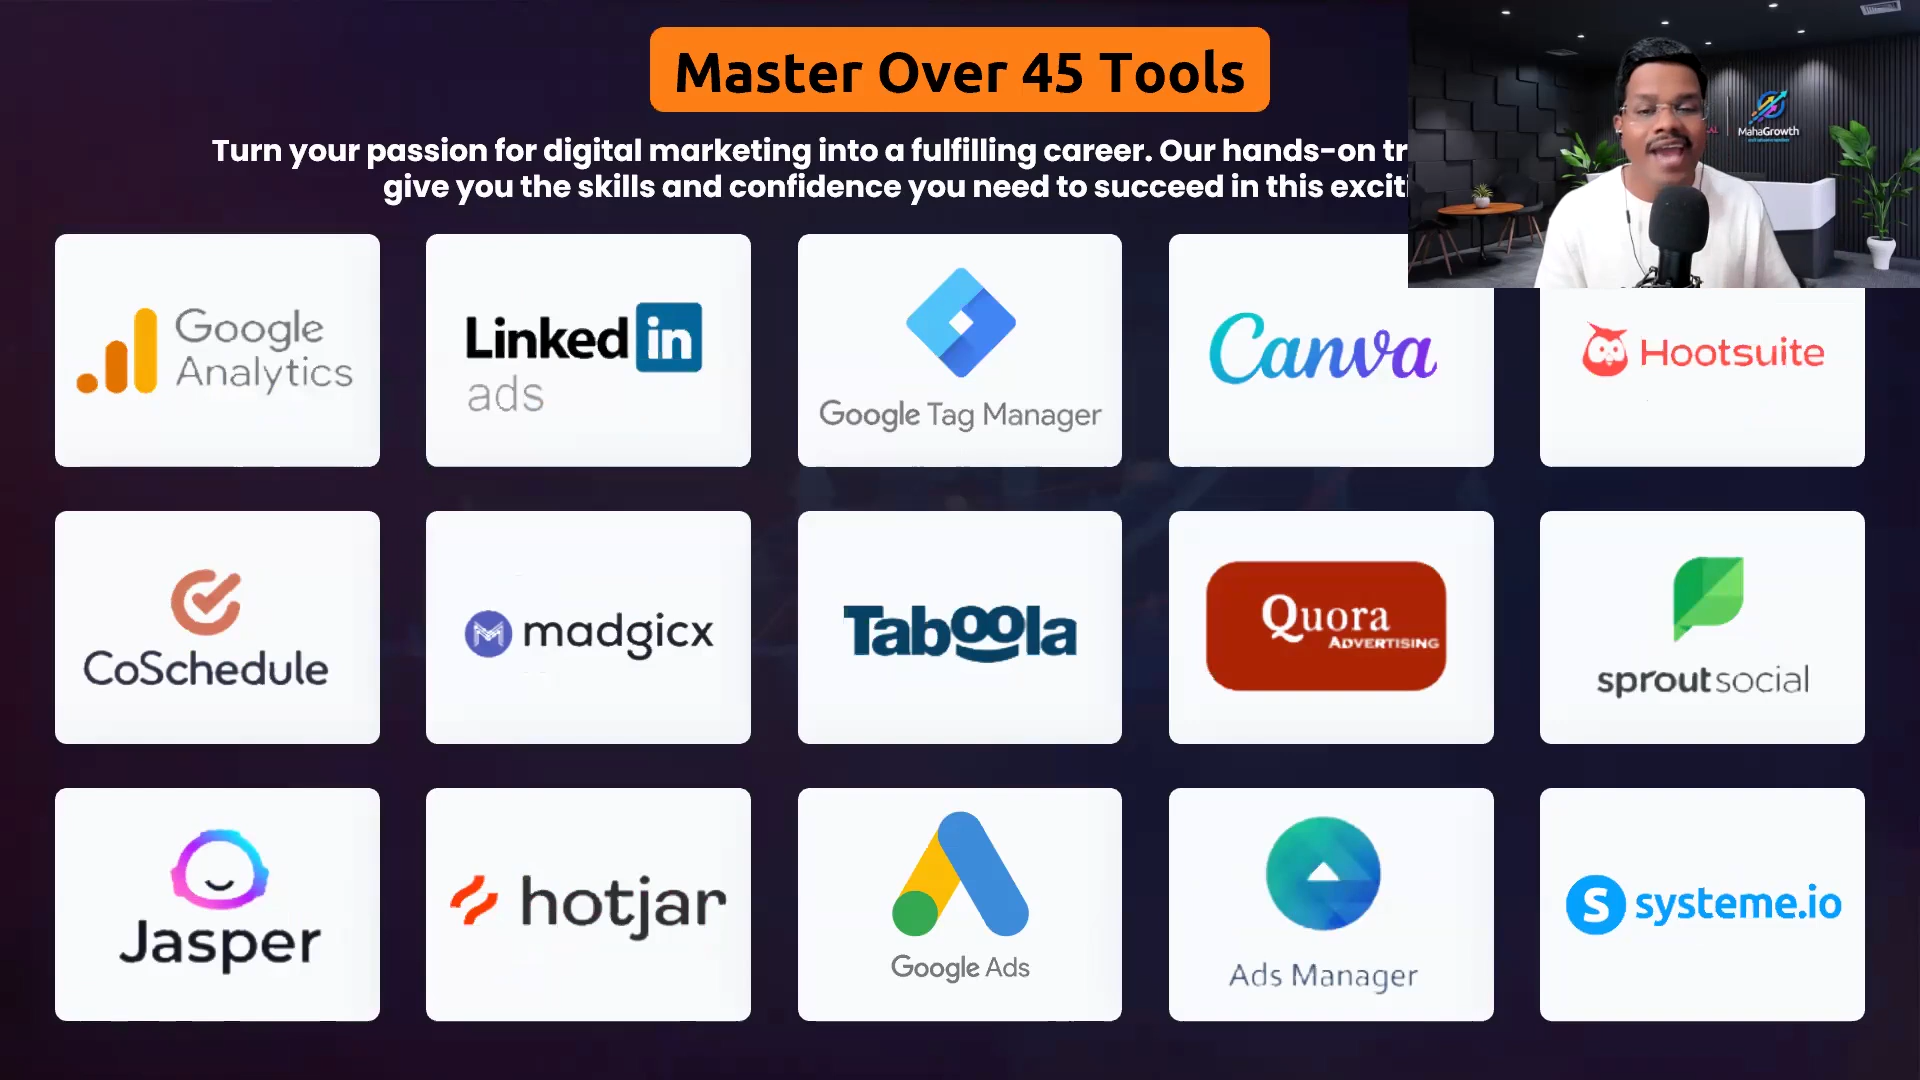 Master Over 45 Tools
Turn your passion for digital marketing into a fulfilling career. Our hands-on
give you the skills and confidence you need to succeed in this
MahaGrowth
Google
Analytics
Linked in
ads
Google Tag Manager
Canva
Hootsuite
CoSchedule
madgicx
Taboola
Quora
ADVERTISING
sproutsocial
Jasper
hotjar
Google Ads
Ads Manager
systeme.io